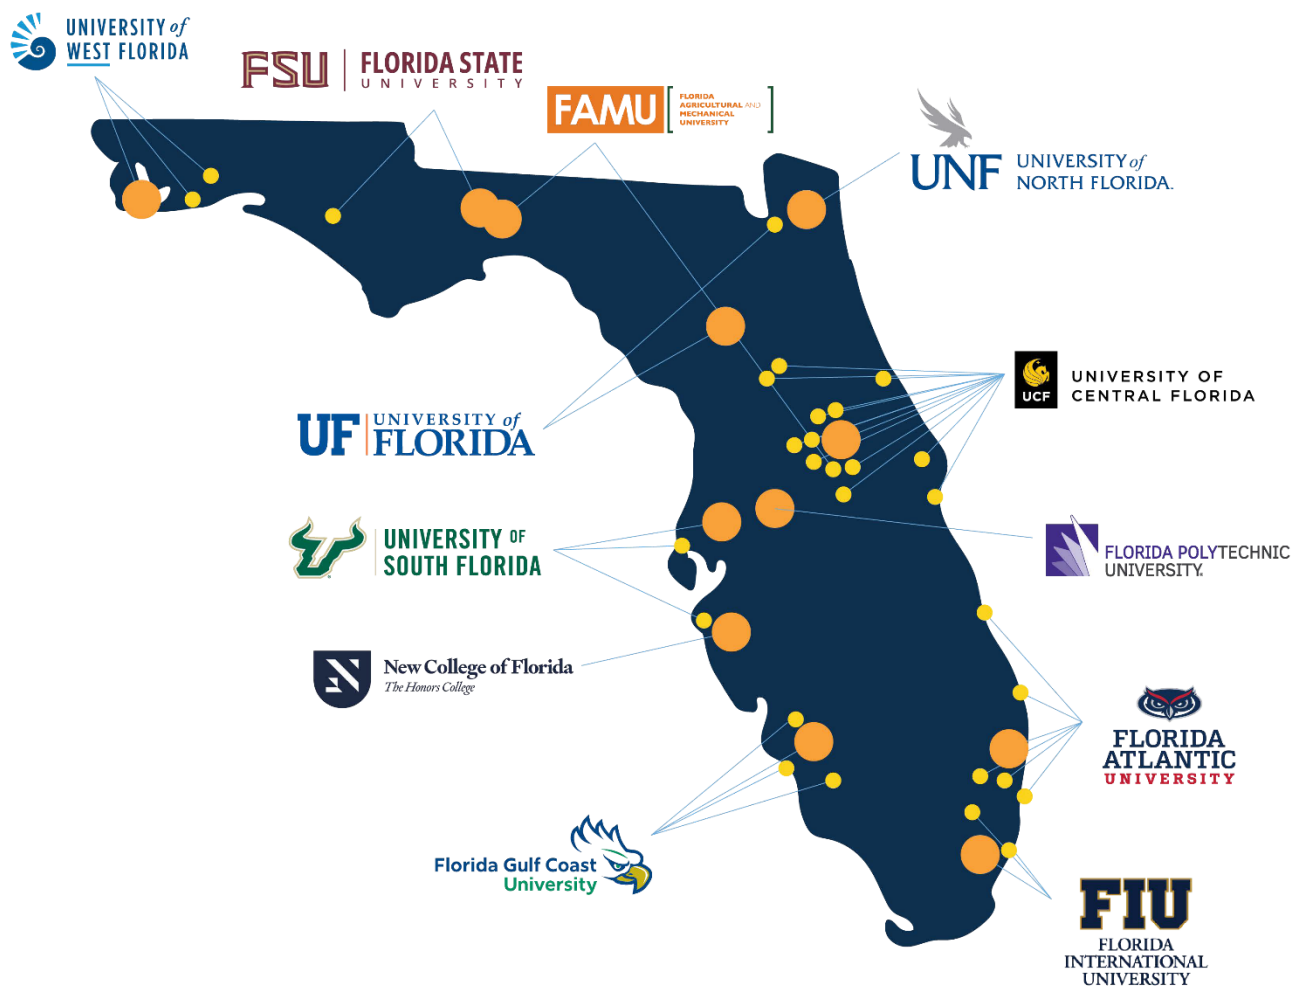 UNIVERSITY of
WEST FLORIDA
FSU
FLORIDA STATE
UNIVERSITY
FAMU
FLORIDA
AGRICULTURAL AND
MECHANICAL
UNIVERSITY
UNF
UNIVERSITY of
NORTH FLORIDA.
UCF
UNIVERSITY OF
CENTRAL FLORIDA
UF
UNIVERSITY of
FLORIDA
UNIVERSITY OF
SOUTH FLORIDA
FLORIDA POLYTECHNIC
UNIVERSITY.
N
New College of Florida
The Honors College
FLORIDA
ATLANTIC
UNIVERSITY
Florida Gulf Coast
University
FIU
FLORIDA
INTERNATIONAL
UNIVERSITY